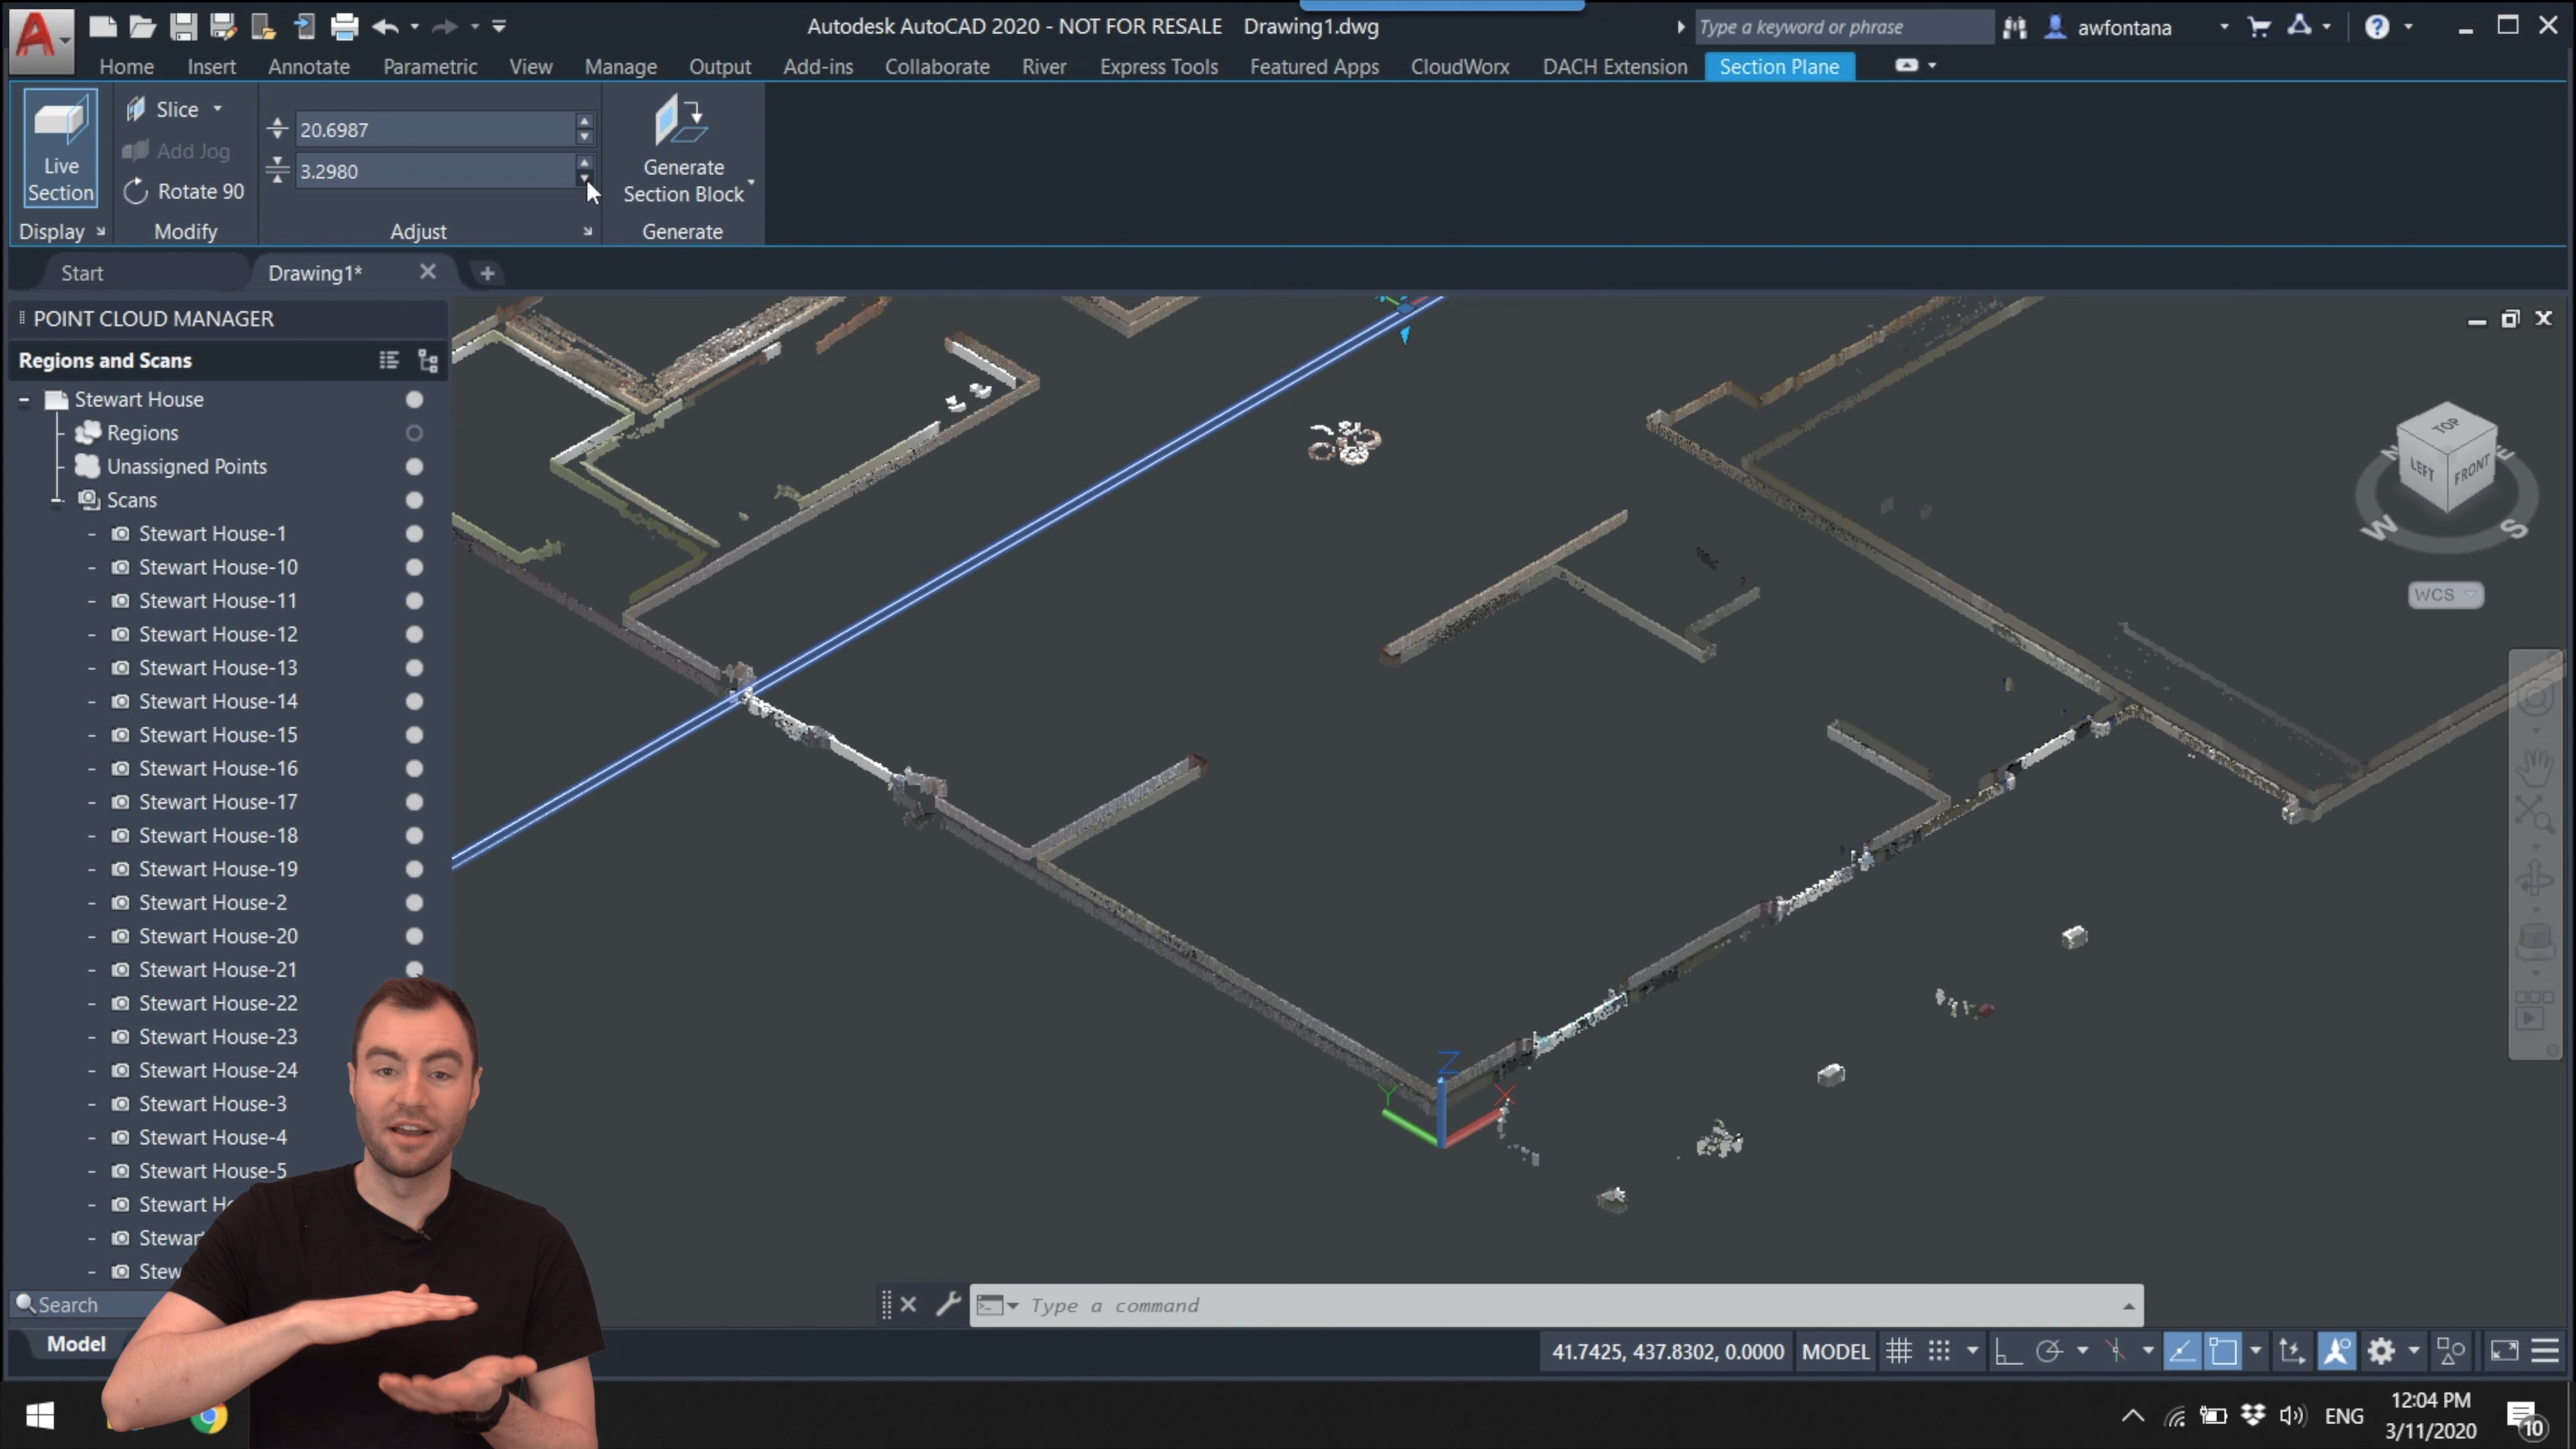 Autodesk AutoCAD 2020 - NOT FOR RESALE Drawing1.dwg
Type a keyword or phrase
awfontana
Home Insert Annotate Parametric View Manage Output Add-ins Collaborate River Express Tools Featured Apps CloudWorx DACH Extension Section Plane
Live
Section
Display
Slice
Add Jog
Rotate 90
Modify
20.6987
3.2980
Adjust
Generate
Section Block
Generate
Start
Drawing1*
POINT CLOUD MANAGER
Regions and Scans
Stewart House
Regions
Unassigned Points
Scans
Stewart House-1
Stewart House-10
Stewart House-11
Stewart House-12
Stewart House-13
Stewart House-14
Stewart House-15
Stewart House-16
Stewart House-17
Stewart House-18
Stewart House-19
Stewart House-2
Stewart House-20
Stewart House-21
Stewart House-22
Stewart House-23
Stewart House-24
Stewart House-3
Stewart House-4
Stewart House-5
Stewart
Search
TOP
LEFT
FRONT
N
E
W
S
WCS
Z
Y
X
Type a command
Model
41.7425, 437.8302, 0.0000
MODEL
ENG
12:04 PM
3/11/2020
10